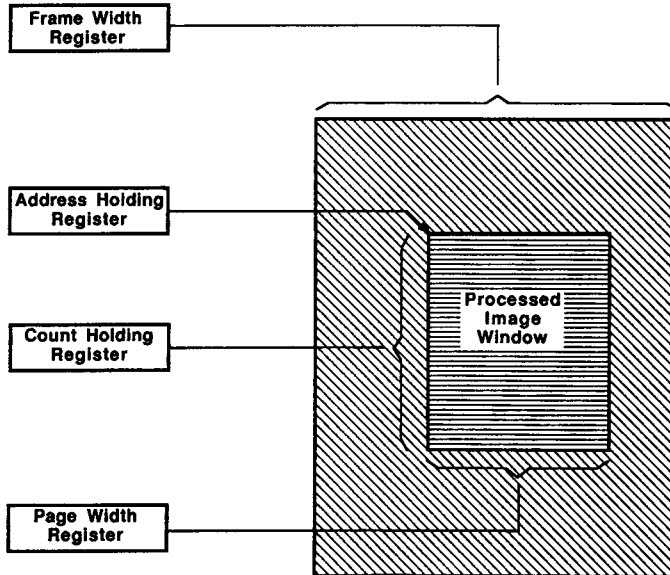 Frame Width
Register
Address Holding
Register
Processed
Image
Window
Count Holding
Register
Page Width
Register